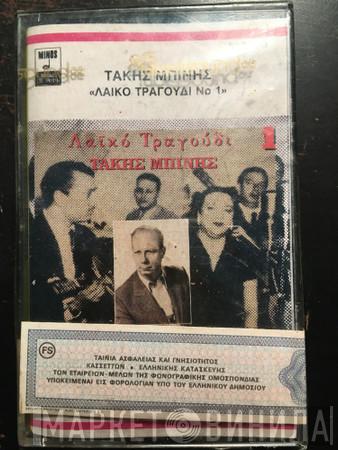 MINOS
ΤΑΚΗΣ ΜΠΙΝΗΣ
«ΛΑΙΚΟ ΤΡΑΓΟΥΔΙ Νο 1»
Λαϊκό Τραγούδι 1
ΤΑΚΗΣ ΜΠΙΝΗΣ
FS
ΤΑΙΝΙΑ ΑΣΦΑΛΕΙΑΣ ΚΑΙ ΓΝΗΣΙΟΤΗΤΟΣ
ΚΑΣΣΕΤΤΩΝ • ΕΛΛΗΝΙΚΗΣ ΚΑΤΑΣΚΕΥΗΣ
ΤΩΝ ΕΤΑΙΡΕΙΩΝ-ΜΕΛΩΝ ΤΗΣ ΦΩΝΟΓΡΑΦΙΚΗΣ ΟΜΟΣΠΟΝΔΙΑΣ
ΥΠΟΚΕΙΜΕΝΑΙ ΕΙΣ ΦΟΡΟΛΟΓΙΑΝ ΥΠΟ ΤΟΥ ΕΛΛΗΝΙΚΟΥ ΔΗΜΟΣΙΟΥ
МАРКЕТ ВИНИЛА